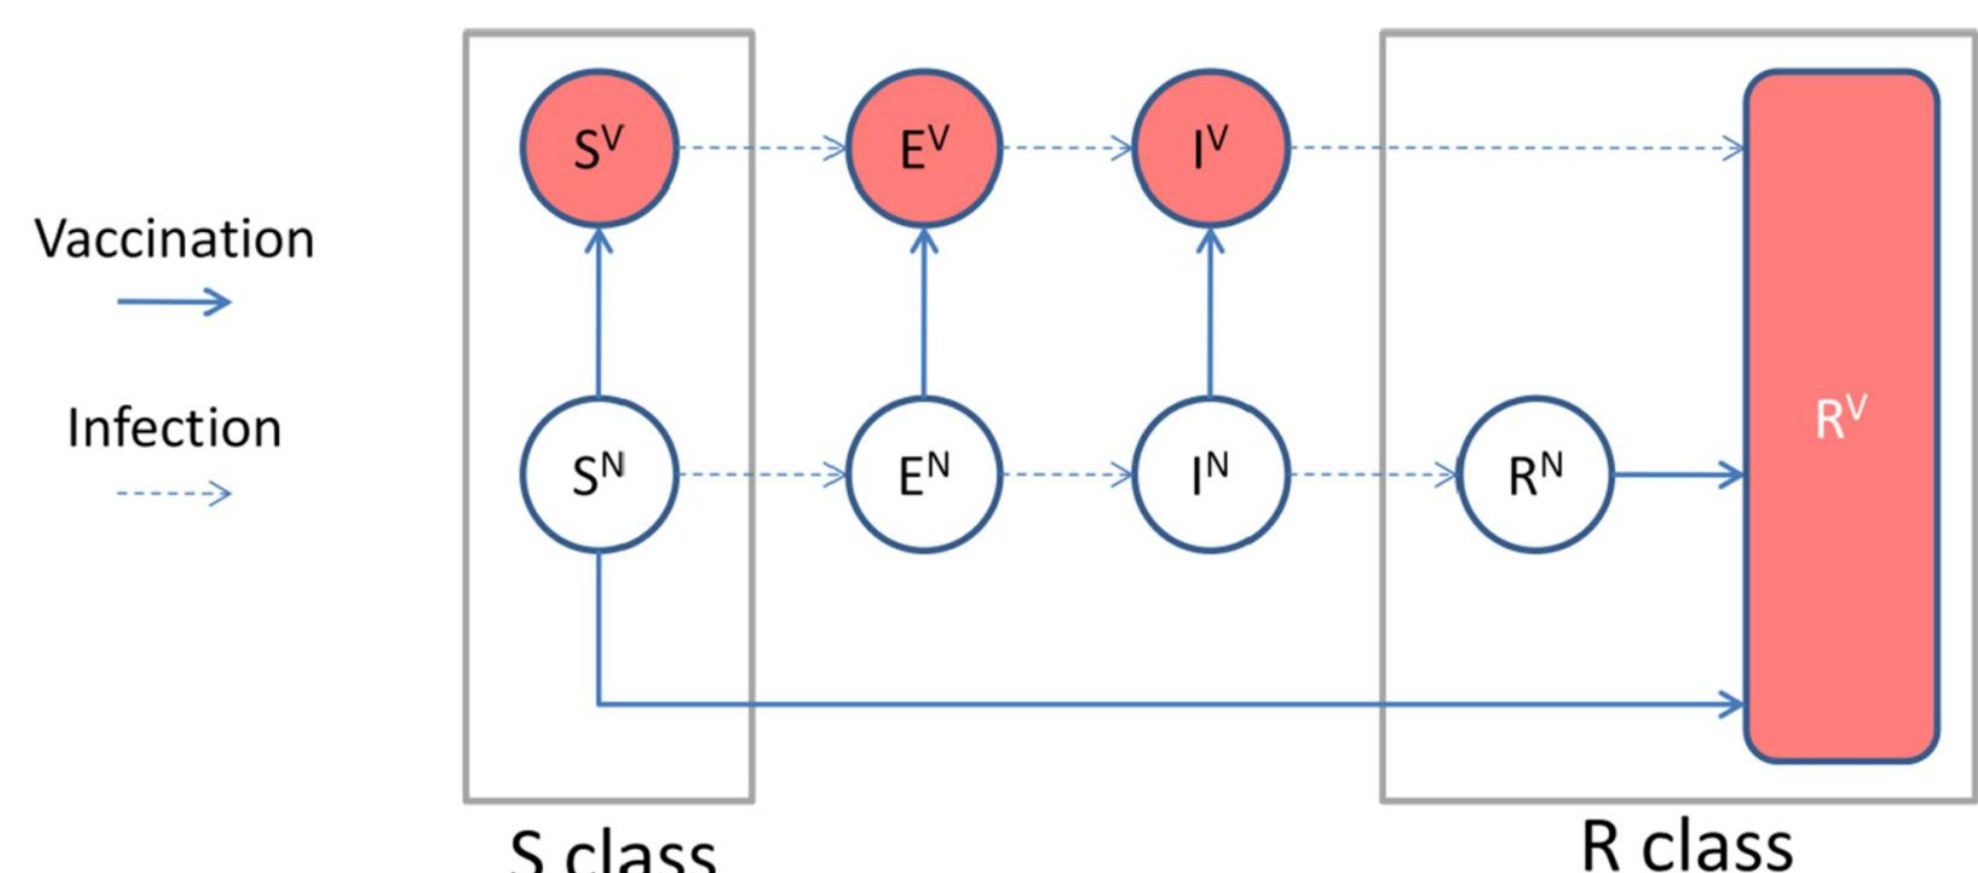 Vaccination
Infection
S^V E^V I^V
S^N E^N I^N R^N R^V
S class R class